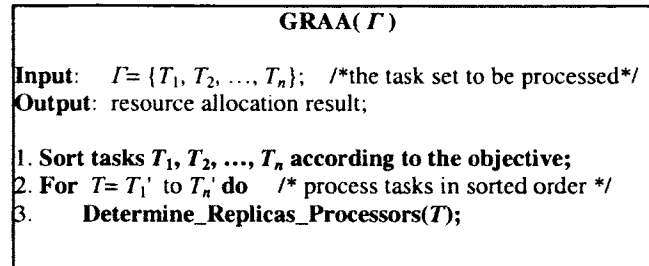 GRAA(Γ)
Input: Γ= {T1, T2, ..., Tn}; /*the task set to be processed*/
Output: resource allocation result;
1. Sort tasks T1, T2, ..., Tn according to the objective;
2. For T= T1' to Tn' do /* process tasks in sorted order */
3. Determine_Replicas_Processors(T);